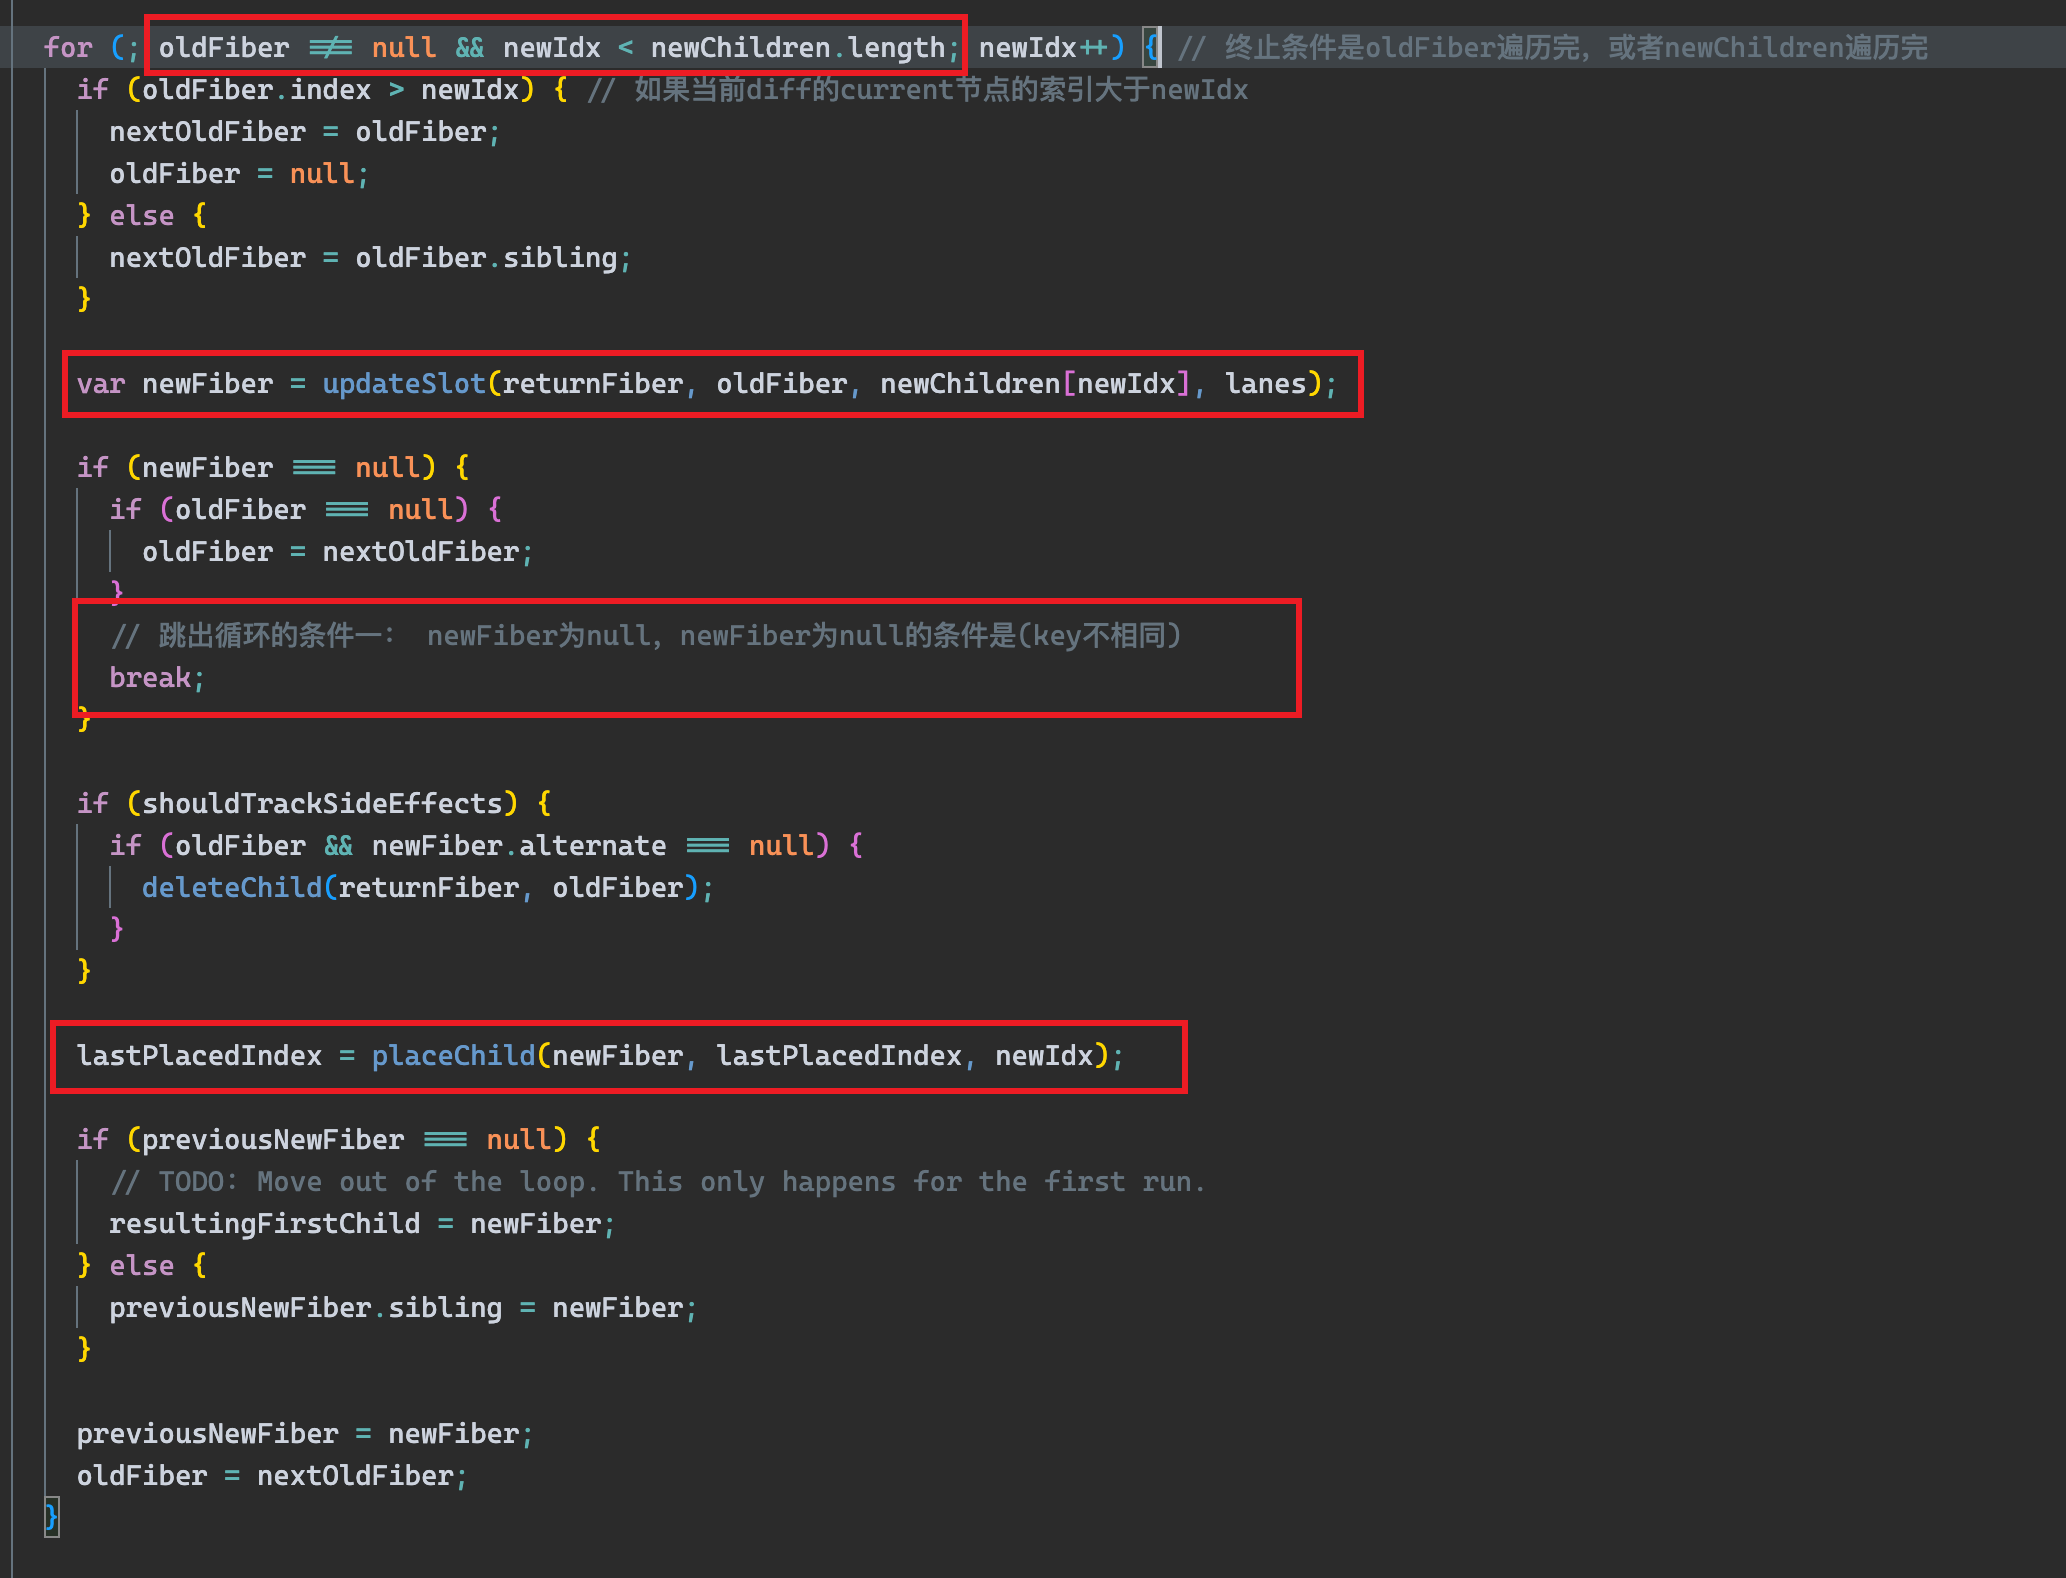 for (; oldFiber !== null && newIdx < newChildren.length; newIdx++) { // 终止条件是oldFiber遍历完，或者newChildren遍历完
if (oldFiber.index > newIdx) { // 如果当前diff的current节点的索引大于newIdx
nextOldFiber = oldFiber;
oldFiber = null;
} else {
nextOldFiber = oldFiber.sibling;
}
var newFiber = updateSlot(returnFiber, oldFiber, newChildren[newIdx], lanes);
if (newFiber === null) {
if (oldFiber === null) {
oldFiber = nextOldFiber;
}
// 跳出循环的条件一： newFiber为null，newFiber为null的条件是(key不相同)
break;
}
if (shouldTrackSideEffects) {
if (oldFiber && newFiber.alternate === null) {
deleteChild(returnFiber, oldFiber);
}
}
lastPlacedIndex = placeChild(newFiber, lastPlacedIndex, newIdx);
if (previousNewFiber === null) {
// TODO: Move out of the loop. This only happens for the first run.
resultingFirstChild = newFiber;
} else {
previousNewFiber.sibling = newFiber;
}
previousNewFiber = newFiber;
oldFiber = nextOldFiber;
}